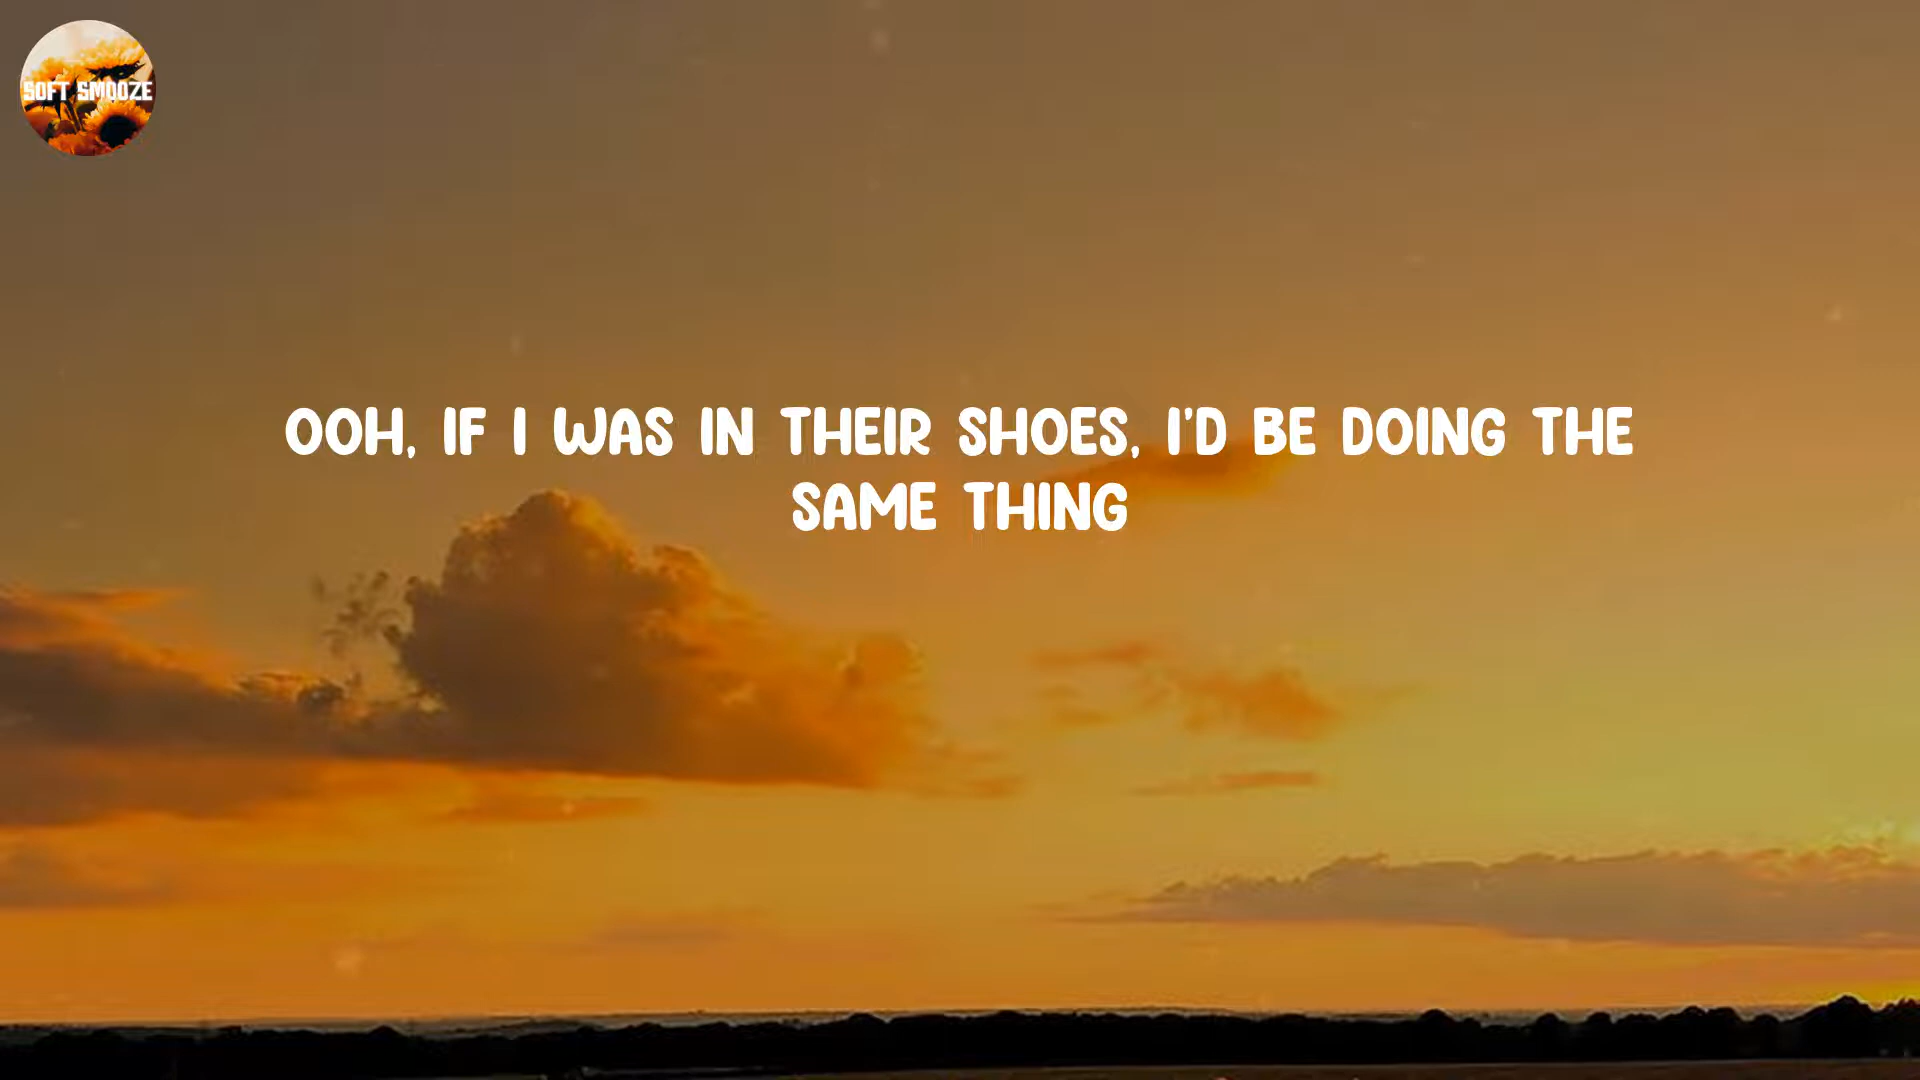 SOFT SMOOZE
OOH, IF I WAS IN THEIR SHOES, I'D BE DOING THE
SAME THING